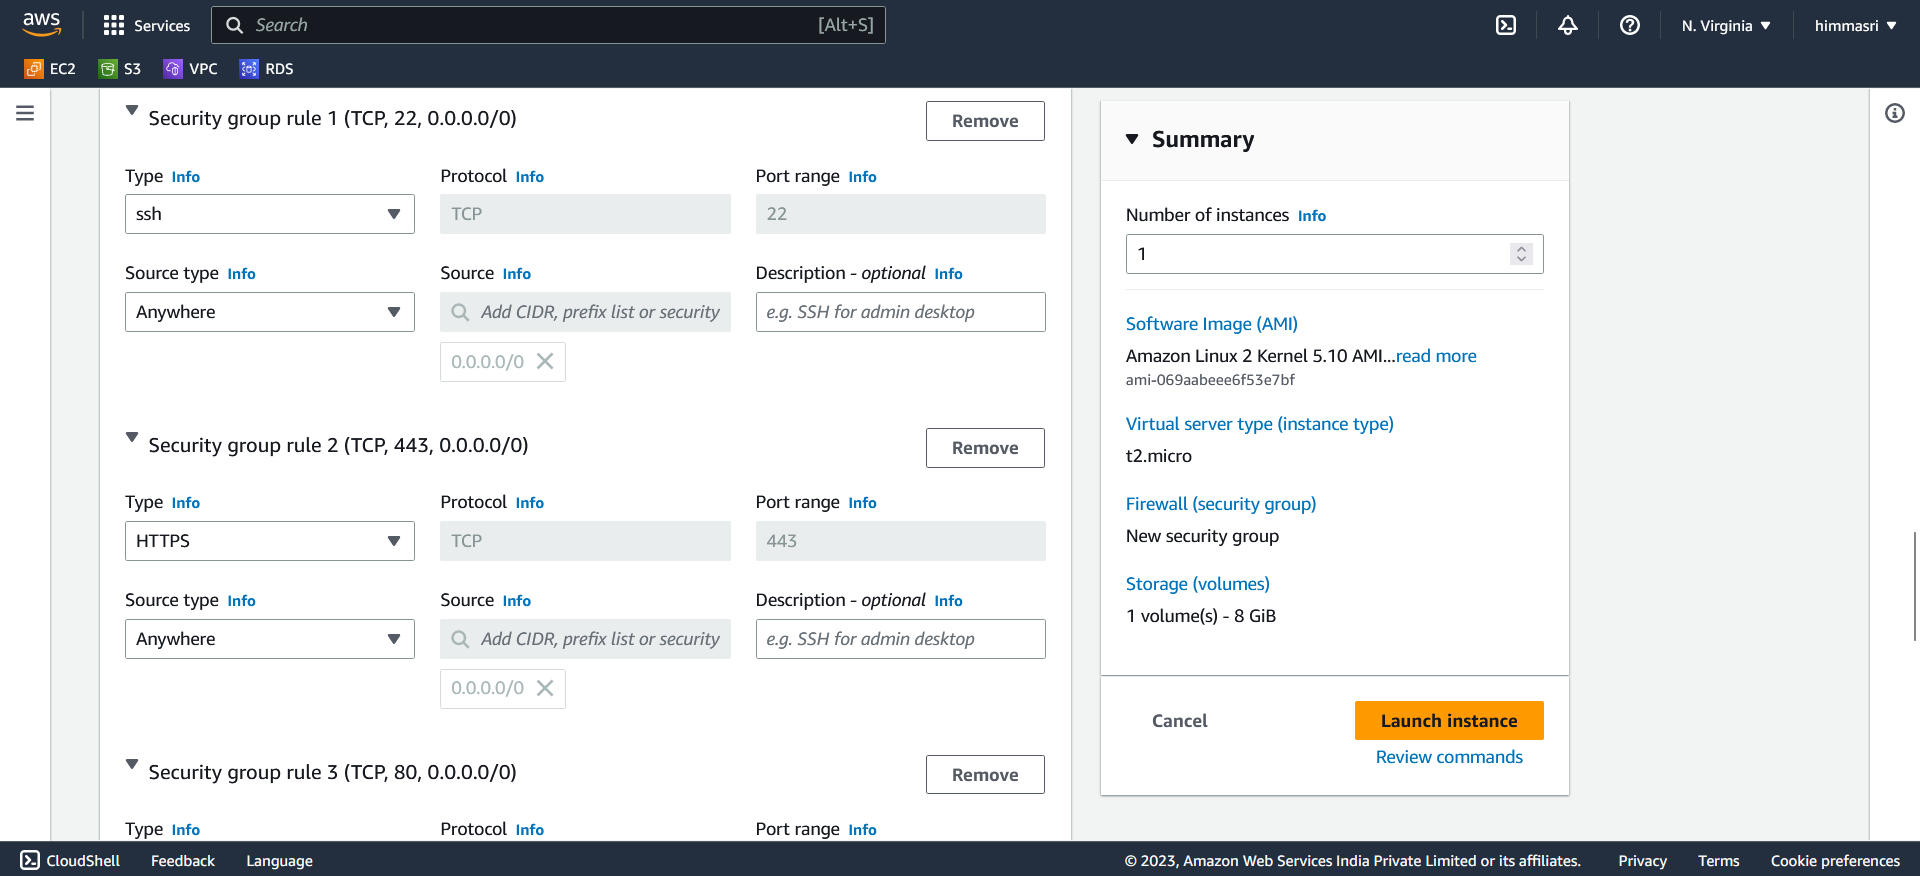 aws
Services
Search
[Alt+S]
N. Virginia
himmasri
EC2
S3
VPC
RDS
Security group rule 1 (TCP, 22, 0.0.0.0/0)
Remove
Type Info
Protocol Info
Port range Info
ssh
TCP
22
Source type Info
Source Info
Description - optional Info
Anywhere
Add CIDR, prefix list or security
e.g. SSH for admin desktop
0.0.0.0/0
Security group rule 2 (TCP, 443, 0.0.0.0/0)
Remove
Type Info
Protocol Info
Port range Info
HTTPS
TCP
443
Source type Info
Source Info
Description - optional Info
Anywhere
Add CIDR, prefix list or security
e.g. SSH for admin desktop
0.0.0.0/0
Security group rule 3 (TCP, 80, 0.0.0.0/0)
Remove
Type Info
Protocol Info
Port range Info
Summary
Number of instances Info
1
Software Image (AMI)
Amazon Linux 2 Kernel 5.10 AMI...read more
ami-069aabeee6f53e7bf
Virtual server type (instance type)
t2.micro
Firewall (security group)
New security group
Storage (volumes)
1 volume(s) - 8 GiB
Cancel
Launch instance
Review commands
CloudShell
Feedback
Language
© 2023, Amazon Web Services India Private Limited or its affiliates.
Privacy
Terms
Cookie preferences